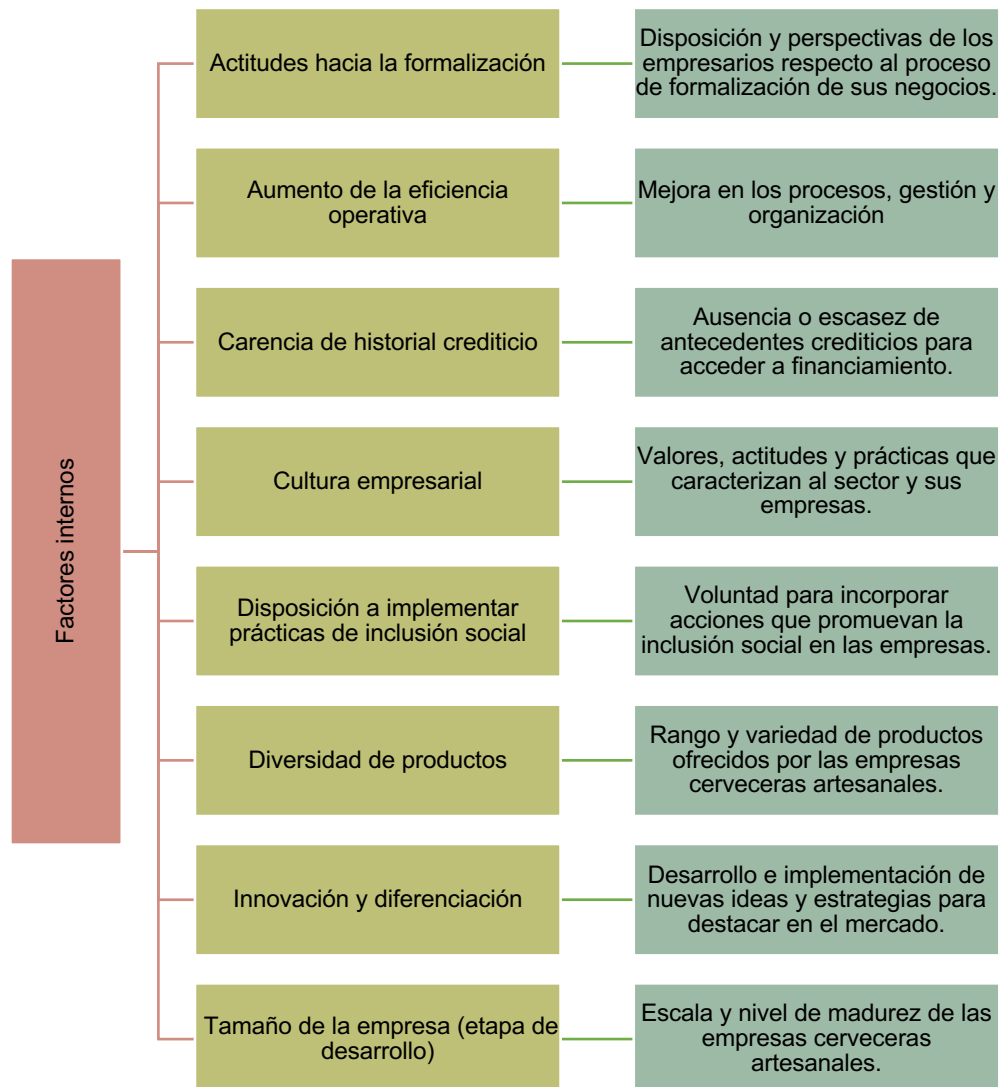 Factores internos
Actitudes hacia la formalización
Disposición y perspectivas de los
empresarios respecto al proceso
de formalización de sus negocios.
Aumento de la eficiencia
operativa
Mejora en los procesos, gestión y
organización
Carencia de historial crediticio
Ausencia o escasez de
antecedentes crediticios para
acceder a financiamiento.
Cultura empresarial
Valores, actitudes y prácticas que
caracterizan al sector y sus
empresas.
Disposición a implementar
prácticas de inclusión social
Voluntad para incorporar
acciones que promuevan la
inclusión social en las empresas.
Diversidad de productos
Rango y variedad de productos
ofrecidos por las empresas
cerveceras artesanales.
Innovación y diferenciación
Desarrollo e implementación de
nuevas ideas y estrategias para
destacar en el mercado.
Tamaño de la empresa (etapa de
desarrollo)
Escala y nivel de madurez de las
empresas cerveceras
artesanales.